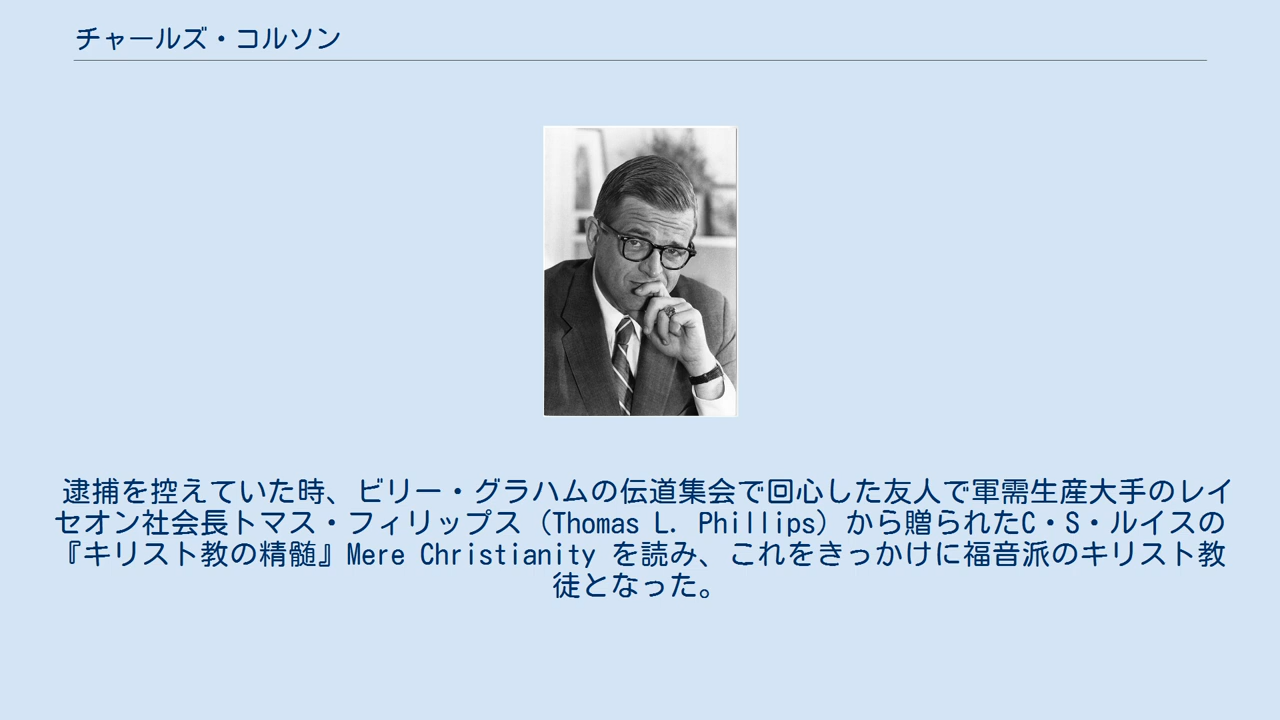 チャールズ・コルソン
逮捕を控えていた時、ビリー・グラハムの伝道集会で回心した友人で軍需生産大手のレイ
セオン社会長トマス・フィリップス（Thomas L. Phillips）から贈られたC・S・ルイスの
『キリスト教の精髄』Mere Christianity を読み、これをきっかけに福音派のキリスト教
徒となった。